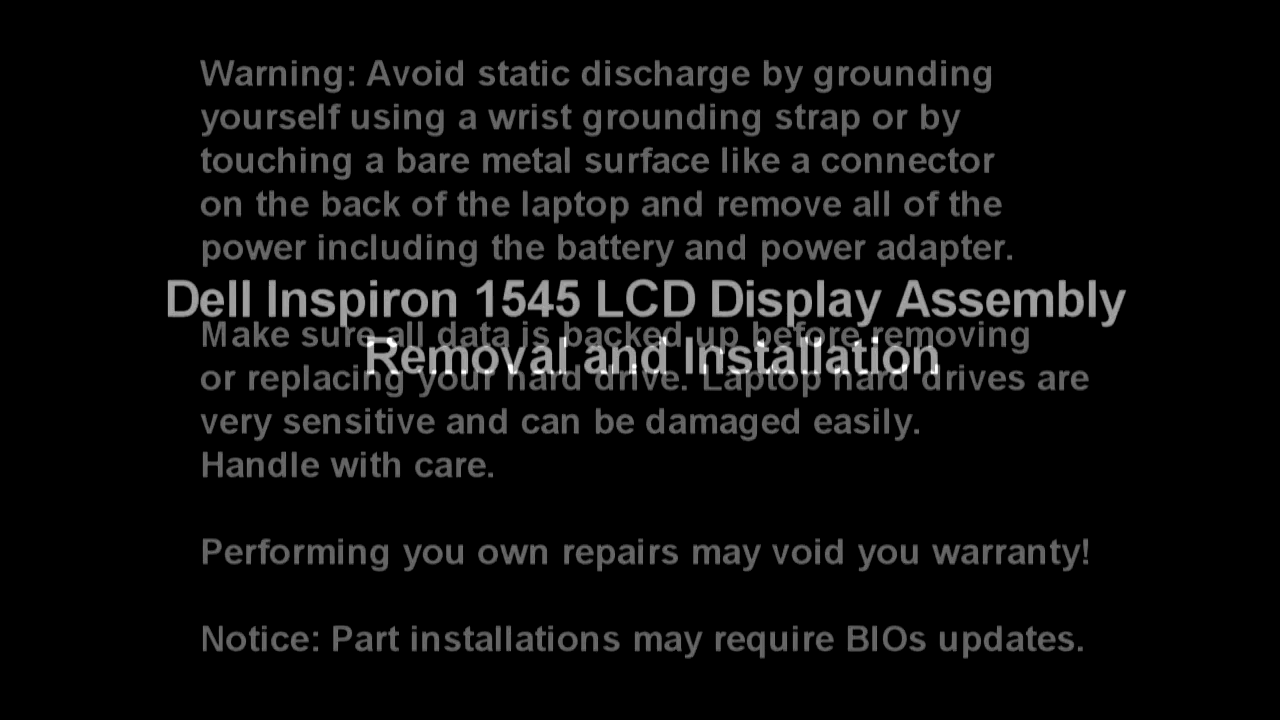 Warning: Avoid static discharge by grounding
yourself using a wrist grounding strap or by
touching a bare metal surface like a connector
on the back of the laptop and remove all of the
power including the battery and power adapter.
Dell Inspiron 1545 LCD Display Assembly
Make sure all data is backed up before removing
Removal and Installation
or replacing your hard drive. Laptop hard drives are
very sensitive and can be damaged easily.
Handle with care.
Performing you own repairs may void you warranty!
Notice: Part installations may require BIOs updates.